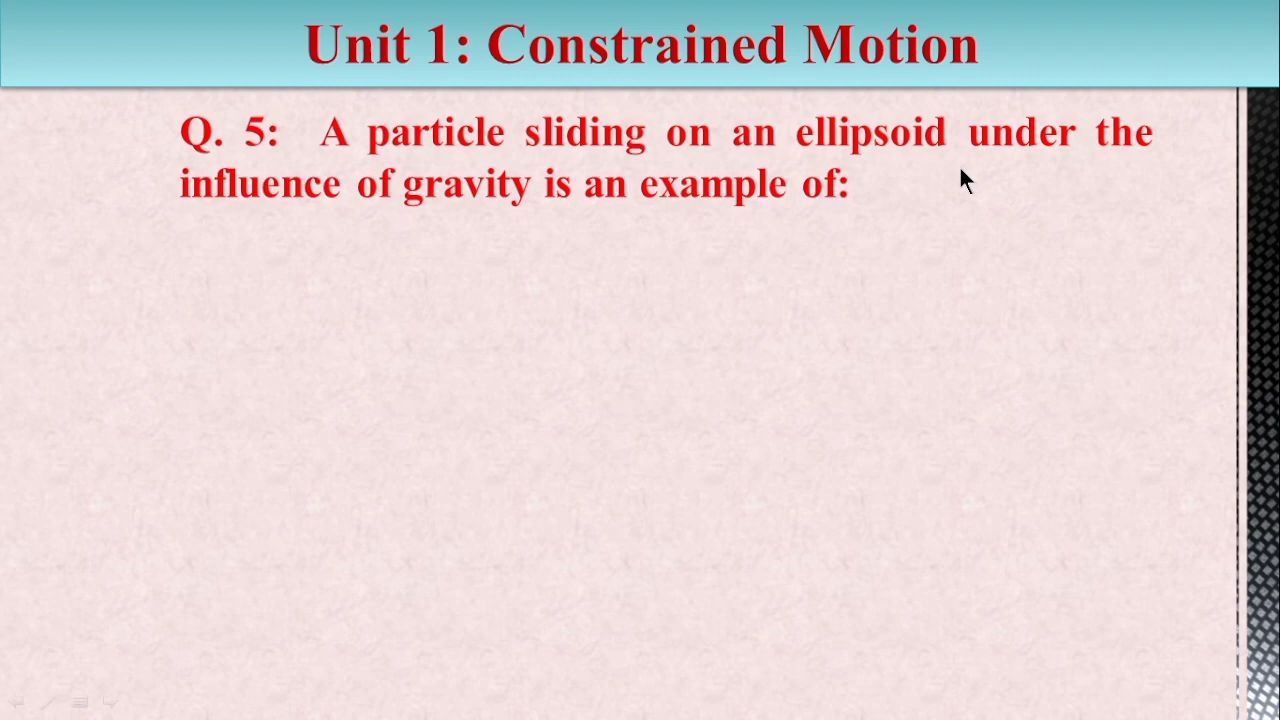 Unit 1: Constrained Motion
Q. 5: A particle sliding on an ellipsoid under the
influence of gravity is an example of: